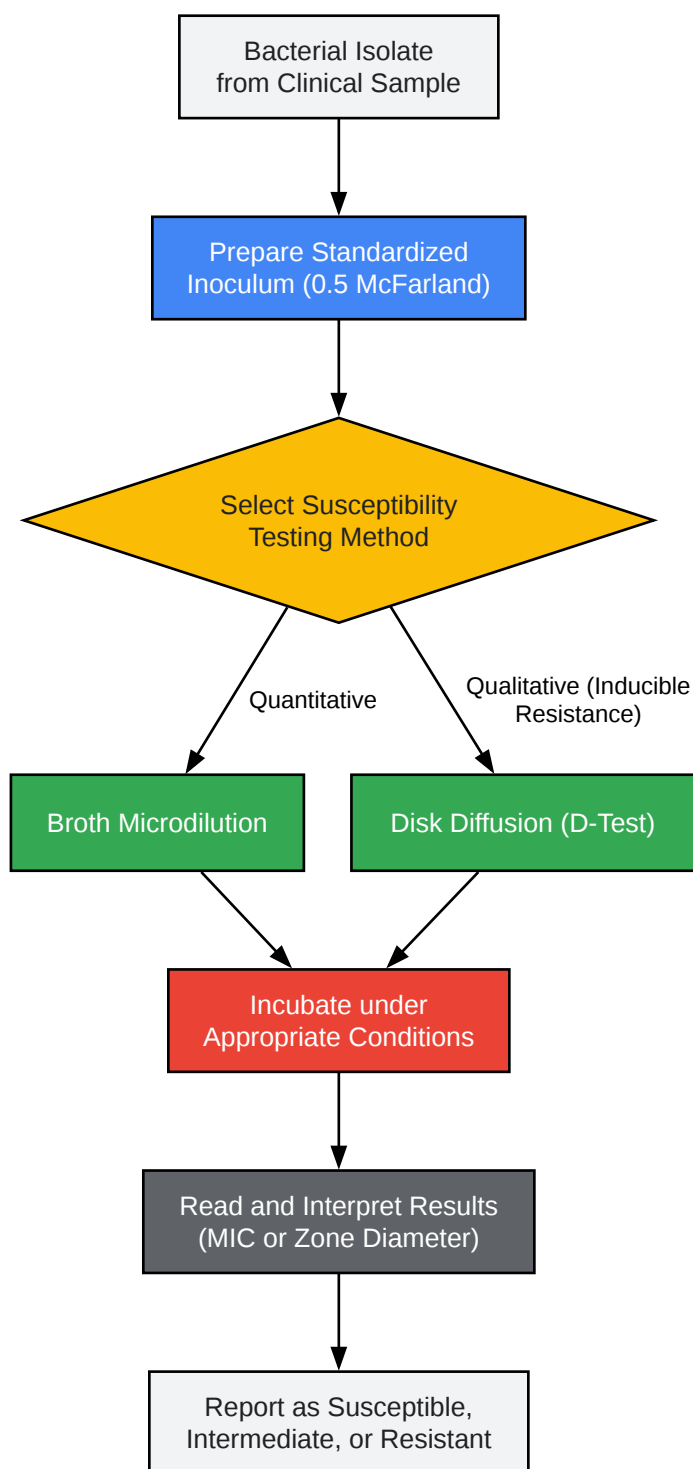 Bacterial Isolate
from Clinical Sample
Prepare Standardized
Inoculum (0.5 McFarland)
Select Susceptibility
Testing Method
Quantitative
Qualitative (Inducible
Resistance)
Broth Microdilution
Disk Diffusion (D-Test)
Incubate under
Appropriate Conditions
Read and Interpret Results
(MIC or Zone Diameter)
Report as Susceptible,
Intermediate, or Resistant